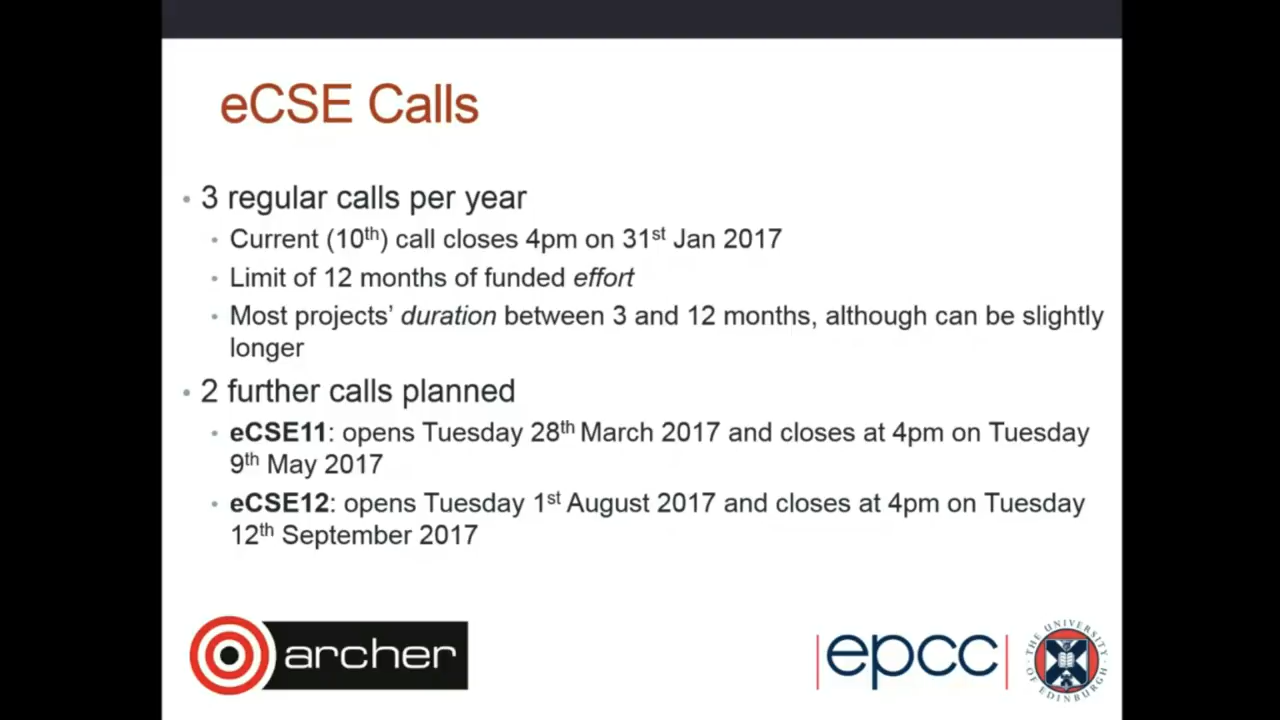 eCSE Calls
• 3 regular calls per year
• Current (10th) call closes 4pm on 31st Jan 2017
• Limit of 12 months of funded effort
• Most projects’ duration between 3 and 12 months, although can be slightly
longer
• 2 further calls planned
• eCSE11: opens Tuesday 28th March 2017 and closes at 4pm on Tuesday
9th May 2017
• eCSE12: opens Tuesday 1st August 2017 and closes at 4pm on Tuesday
12th September 2017
archer
epcc
THE UNIVERSITY
OF EDINBURGH